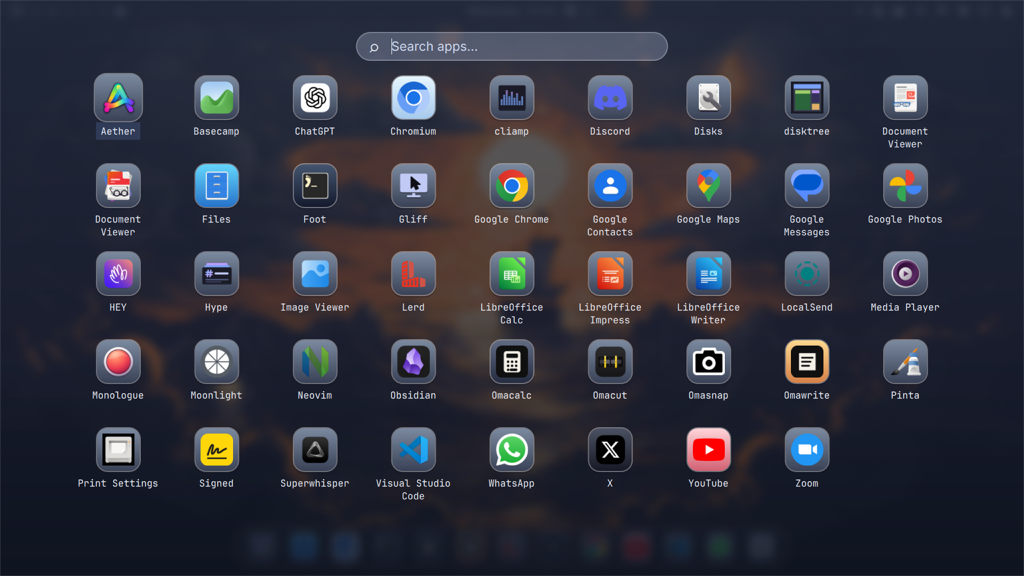 Search apps...
Aether
Basecamp
ChatGPT
Chromium
cliamp
Discord
Disks
disktree
Document
Viewer
Document
Viewer
Files
Foot
Gliff
Google Chrome
Google
Contacts
Google Maps
Google
Messages
Google Photos
HEY
Hype
Image Viewer
Lerd
LibreOffice
Calc
LibreOffice
Impress
LibreOffice
Writer
LocalSend
Media Player
Monologue
Moonlight
Neovim
Obsidian
Omacalc
Omacut
Omasnap
Omawrite
Pinta
Print Settings
Signed
Superwhisper
Visual Studio
Code
WhatsApp
X
YouTube
Zoom